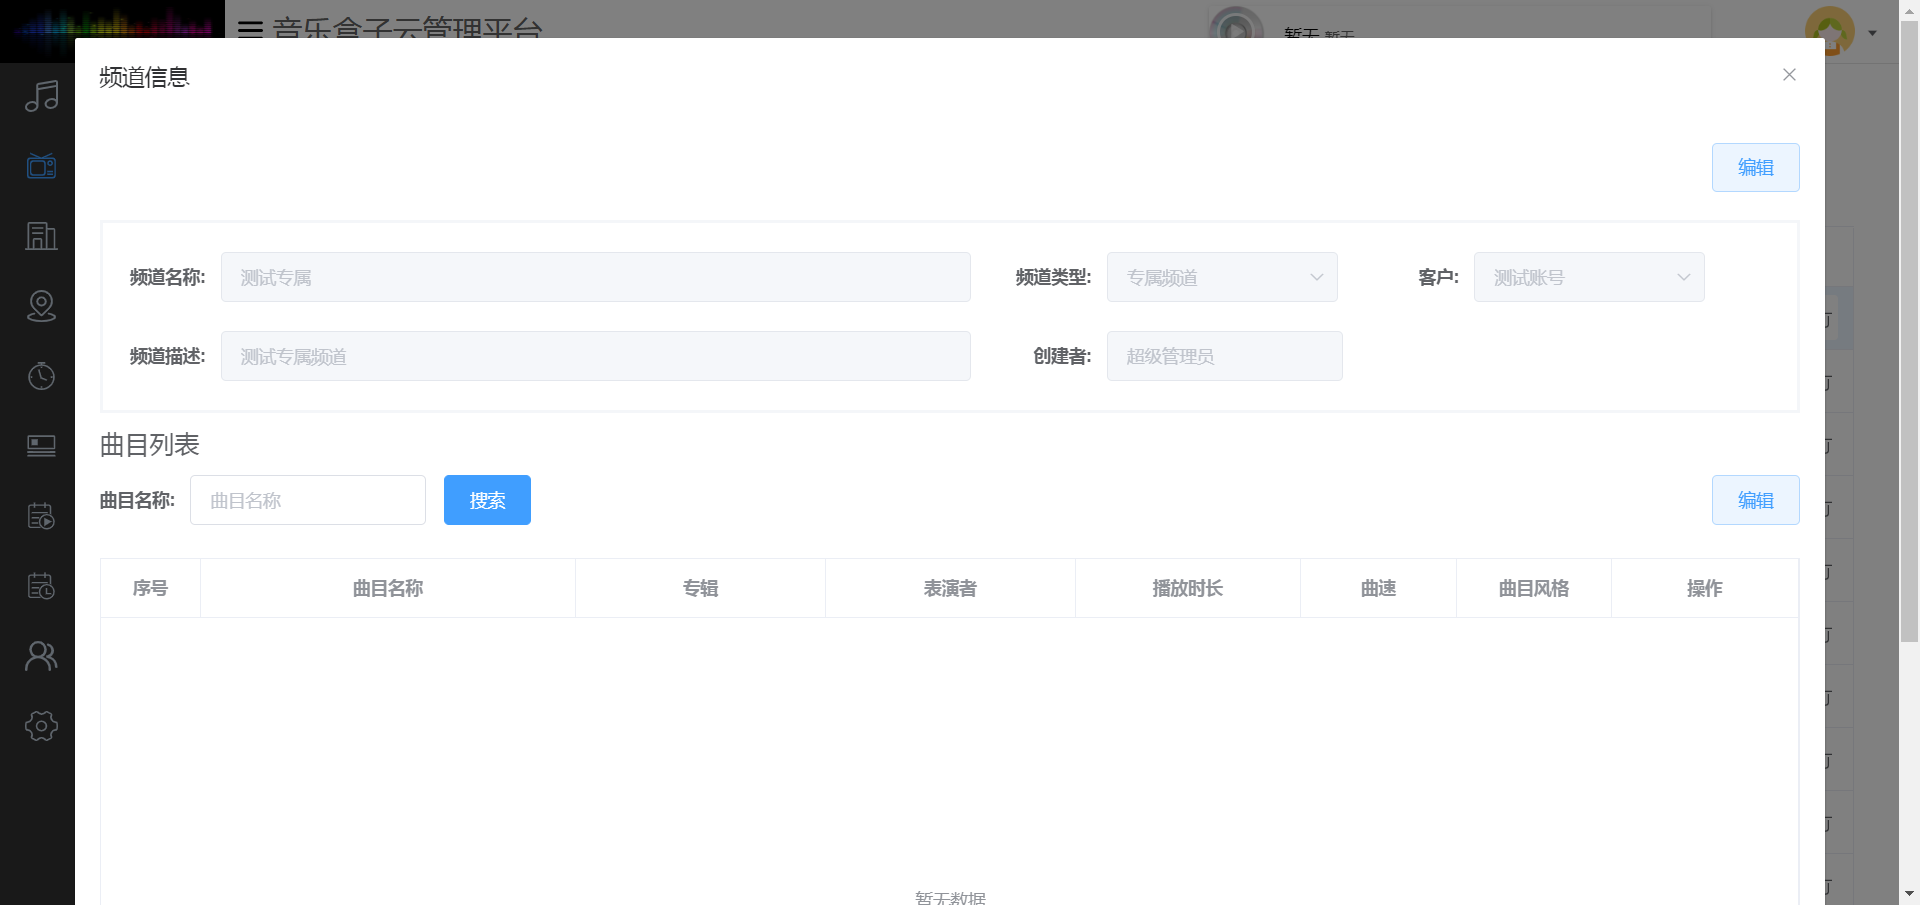 音乐盒子云管理平台
暂无 暂无
频道信息
编辑
频道名称: 测试专属 频道类型: 专属频道 客户: 测试账号
频道描述: 测试专属频道 创建者: 超级管理员
曲目列表
曲目名称: 曲目名称 搜索 编辑
序号 曲目名称 专辑 表演者 播放时长 曲速 曲目风格 操作
暂无数据